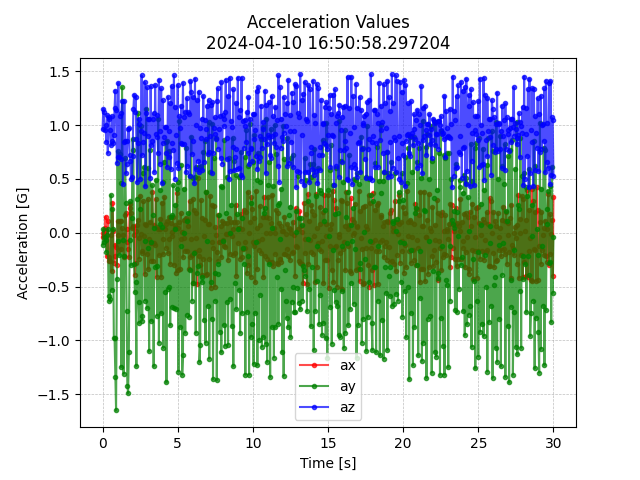 Acceleration Values
2024-04-10 16:50:58.297204
Acceleration [G]
1.5
1.0
0.5
0.0
−0.5
−1.0
−1.5
ax
ay
az
0 5 10 15 20 25 30
Time [s]